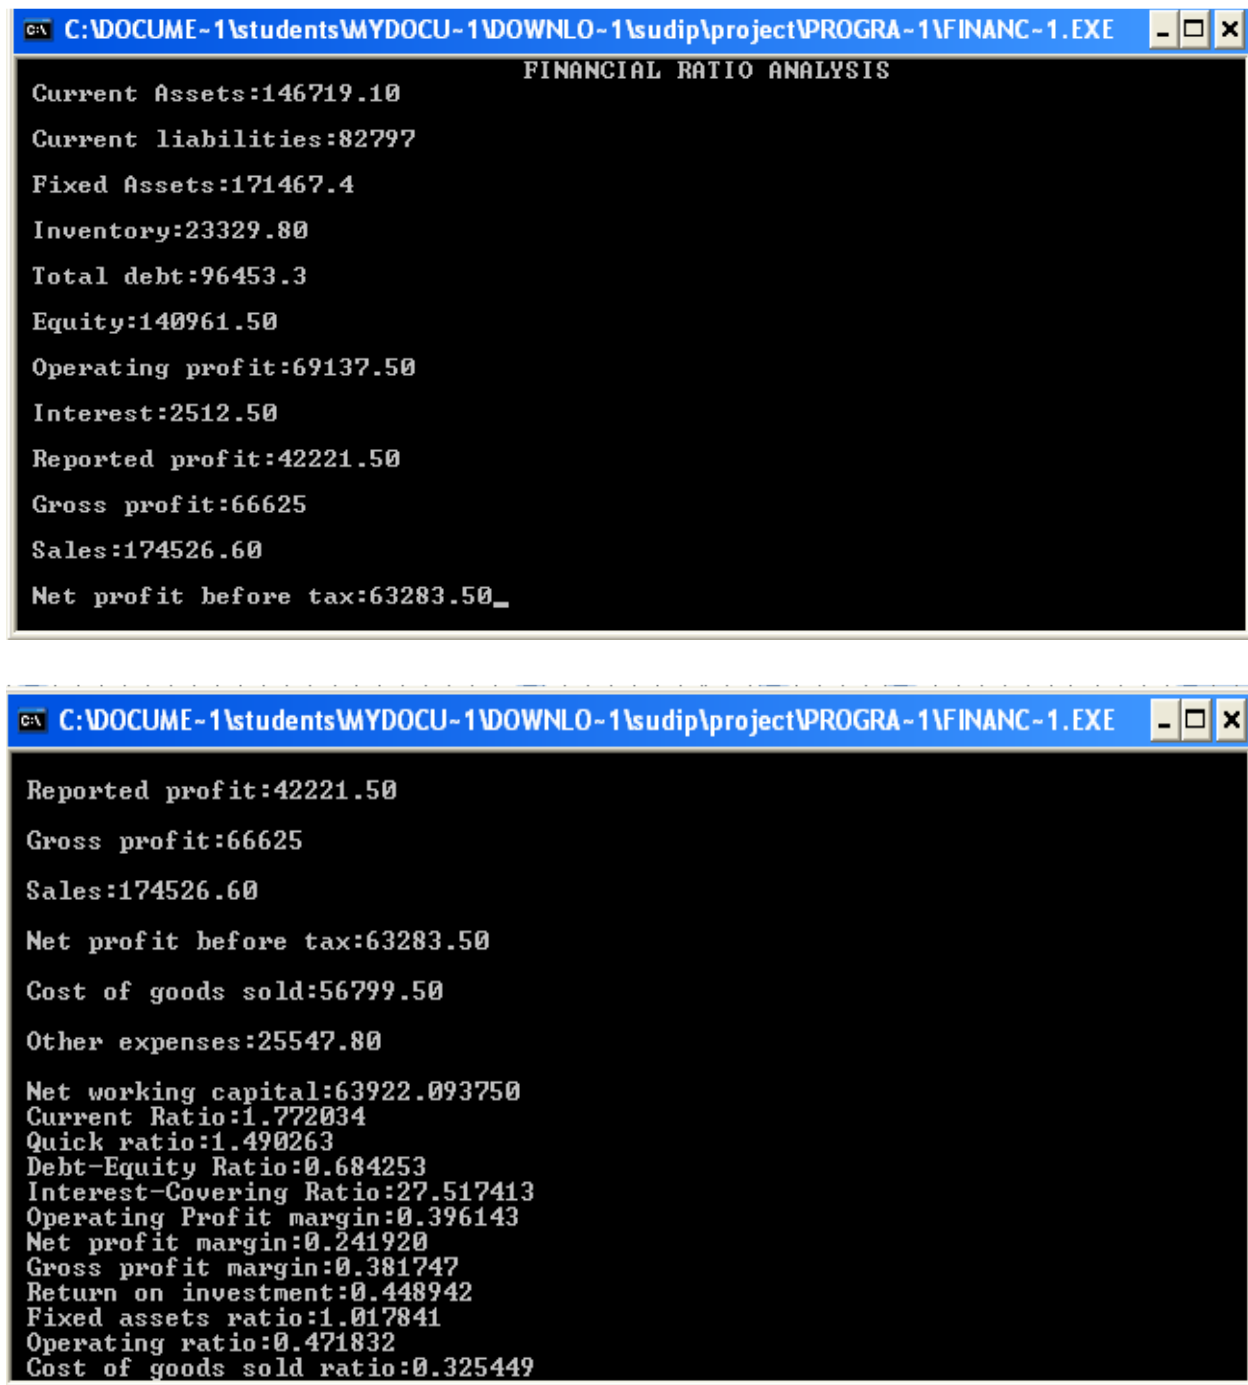 C:\DOCUME~1\students\MYDOCU~1\DOWNLO~1\sudip\project\PROGRA~1\FINANC~1.EXE
FINANCIAL RATIO ANALYSIS
Current Assets:146719.10
Current liabilities:82797
Fixed Assets:171467.4
Inventory:23329.80
Total debt:96453.3
Equity:140961.50
Operating profit:69137.50
Interest:2512.50
Reported profit:42221.50
Gross profit:66625
Sales:174526.60
Net profit before tax:63283.50_
C:\DOCUME~1\students\MYDOCU~1\DOWNLO~1\sudip\project\PROGRA~1\FINANC~1.EXE
Reported profit:42221.50
Gross profit:66625
Sales:174526.60
Net profit before tax:63283.50
Cost of goods sold:56799.50
Other expenses:25547.80
Net working capital:63922.093750
Current Ratio:1.772034
Quick ratio:1.490263
Debt-Equity Ratio:0.684253
Interest-Covering Ratio:27.517413
Operating Profit margin:0.396143
Net profit margin:0.241920
Gross profit margin:0.381747
Return on investment:0.448942
Fixed assets ratio:1.017841
Operating ratio:0.471832
Cost of goods sold ratio:0.325449